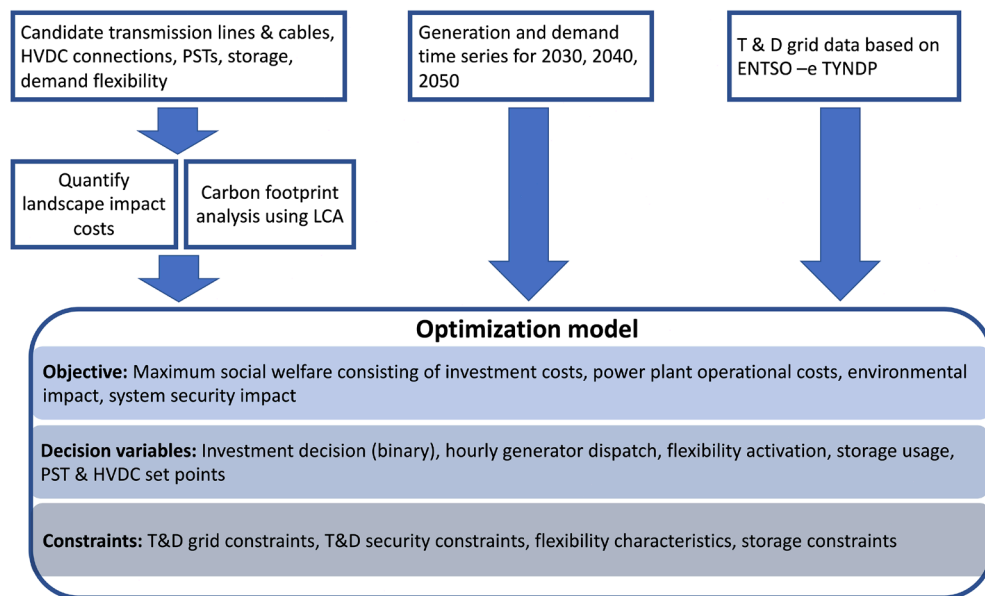 Candidate transmission lines & cables,
HVDC connections, PSTs, storage,
demand flexibility
Generation and demand
time series for 2030, 2040,
2050
T & D grid data based on
ENTSO –e TYNDP
Quantify
landscape impact
costs
Carbon footprint
analysis using LCA
Optimization model
Objective: Maximum social welfare consisting of investment costs, power plant operational costs, environmental
impact, system security impact
Decision variables: Investment decision (binary), hourly generator dispatch, flexibility activation, storage usage,
PST & HVDC set points
Constraints: T&D grid constraints, T&D security constraints, flexibility characteristics, storage constraints